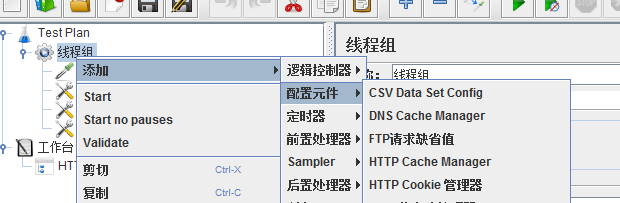 Test Plan
线程组
线程组
称： 线程组
添加
Start
Start no pauses
Validate
剪切 Ctrl-X
复制 Ctrl-C
工作台
HT
逻辑控制器
配置元件
定时器
前置处理器
Sampler
后置处理器
CSV Data Set Config
DNS Cache Manager
FTP请求缺省值
HTTP Cache Manager
HTTP Cookie 管理器